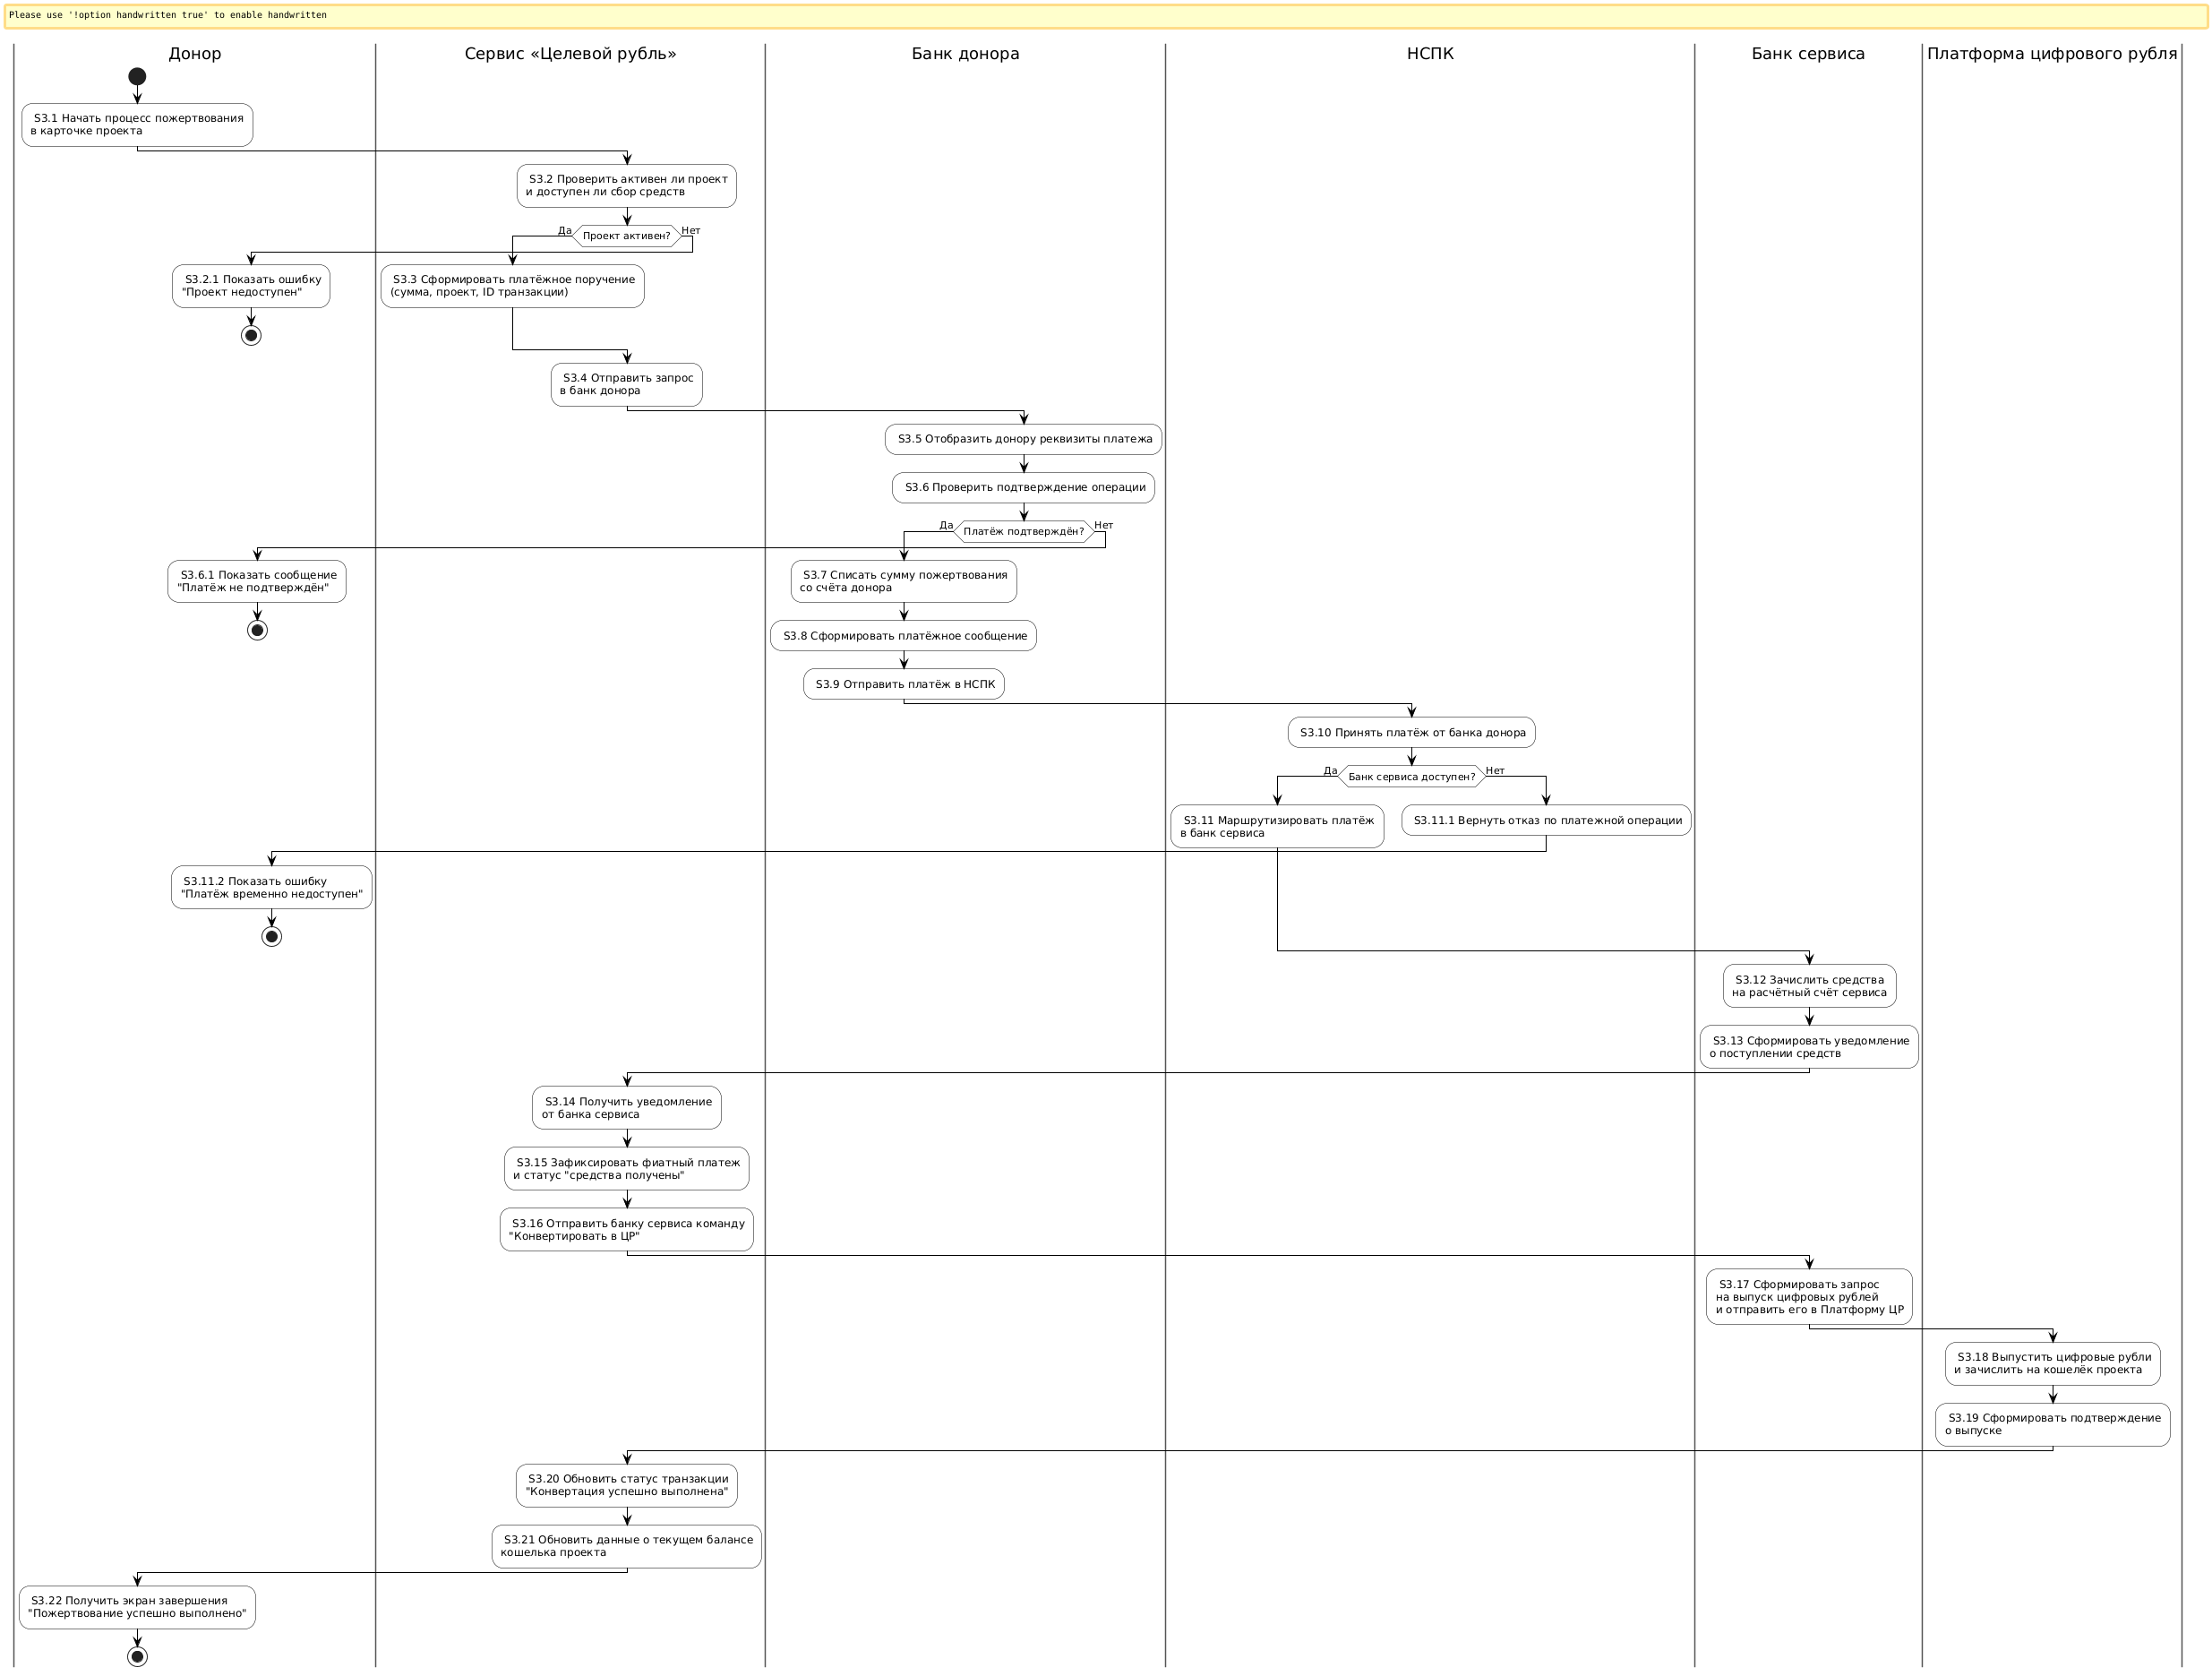 Please use '!option handwritten true' to enable handwritten
Донор
Сервис «Целевой рубль»
Банк донора
НСПК
Банк сервиса
Платформа цифрового рубля
S3.1 Начать процесс пожертвования
в карточке проекта
S3.2 Проверить активен ли проект
и доступен ли сбор средств
Да
Проект активен?
Нет
S3.2.1 Показать ошибку
"Проект недоступен"
S3.3 Сформировать платёжное поручение
(сумма, проект, ID транзакции)
S3.4 Отправить запрос
в банк донора
S3.5 Отобразить донору реквизиты платежа
S3.6 Проверить подтверждение операции
Да
Платёж подтверждён?
Нет
S3.6.1 Показать сообщение
"Платёж не подтверждён"
S3.7 Списать сумму пожертвования
со счёта донора
S3.8 Сформировать платёжное сообщение
S3.9 Отправить платёж в НСПК
S3.10 Принять платёж от банка донора
Да
Банк сервиса доступен?
Нет
S3.11 Маршрутизировать платёж
в банк сервиса
S3.11.1 Вернуть отказ по платежной операции
S3.11.2 Показать ошибку
"Платёж временно недоступен"
S3.12 Зачислить средства
на расчётный счёт сервиса
S3.13 Сформировать уведомление
о поступлении средств
S3.14 Получить уведомление
от банка сервиса
S3.15 Зафиксировать фиатный платеж
и статус "средства получены"
S3.16 Отправить банку сервиса команду
"Конвертировать в ЦР"
S3.17 Сформировать запрос
на выпуск цифровых рублей
и отправить его в Платформу ЦР
S3.18 Выпустить цифровые рубли
и зачислить на кошелёк проекта
S3.19 Сформировать подтверждение
о выпуске
S3.20 Обновить статус транзакции
"Конвертация успешно выполнена"
S3.21 Обновить данные о текущем балансе
кошелька проекта
S3.22 Получить экран завершения
"Пожертвование успешно выполнено"